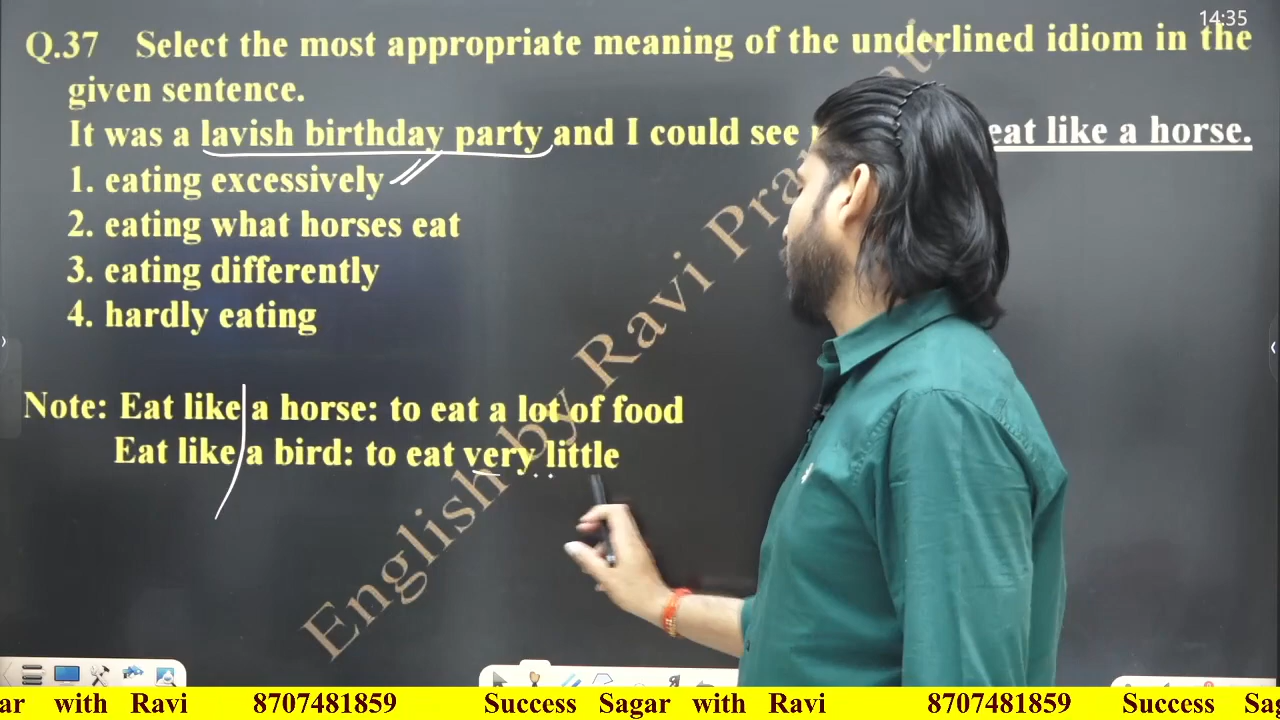 14:35
Q.37 Select the most appropriate meaning of the underlined idiom in the
given sentence.
It was a lavish birthday party and I could see eat like a horse.
1. eating excessively
2. eating what horses eat
3. eating differently
4. hardly eating
Note: Eat like a horse: to eat a lot of food
Eat like a bird: to eat very little
English by Ravi
with Ravi 8707481859 Success Sagar with Ravi 8707481859 Success